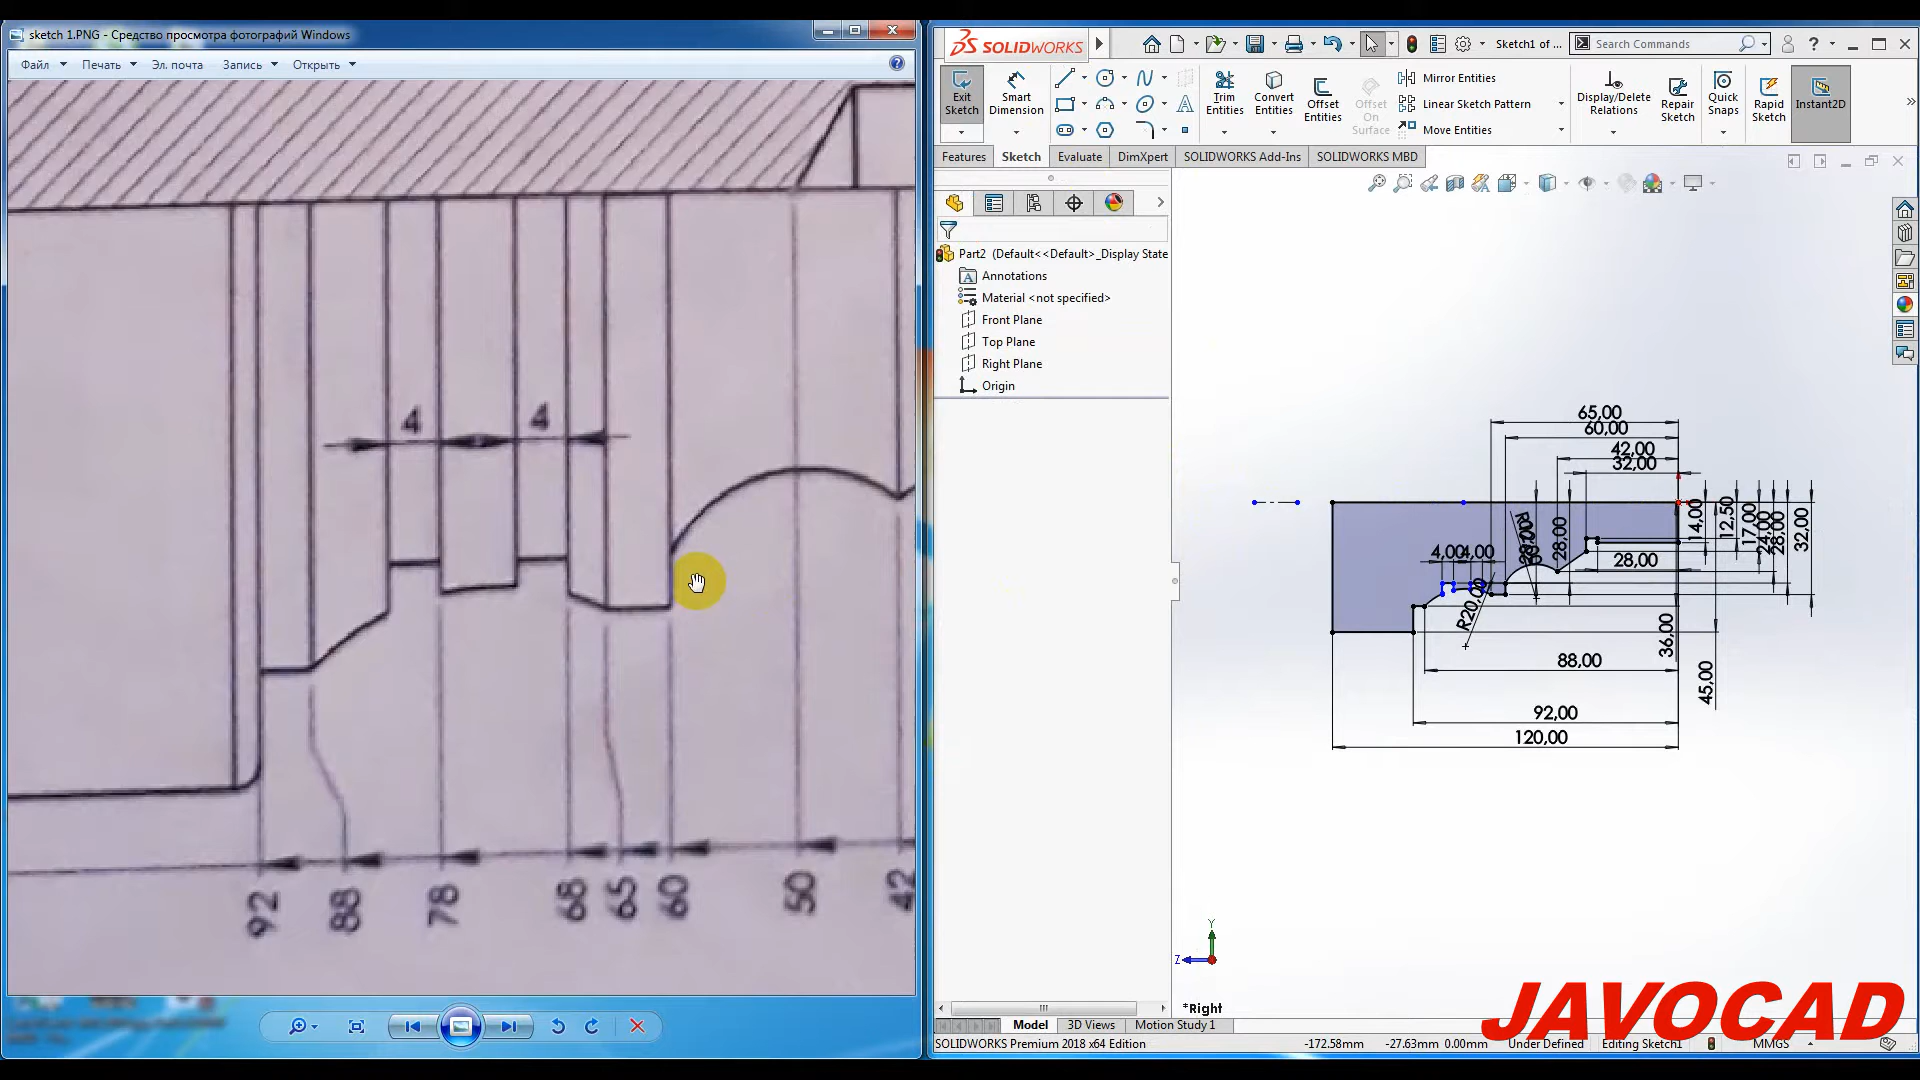 sketch 1.PNG - Средство просмотра фотографий Windows
Файл Печать Эл. почта Запись Открыть
4 4
92 88 78 68 65 60 50 42
SOLIDWORKS
Sketch1 of ...
Search Commands
Exit Sketch
Smart Dimension
Trim Entities
Convert Entities
Offset Entities
Offset On Surface
Mirror Entities
Linear Sketch Pattern
Move Entities
Display/Delete Relations
Repair Sketch
Quick Snaps
Rapid Sketch
Instant2D
Features Sketch Evaluate DimXpert SOLIDWORKS Add-Ins SOLIDWORKS MBD
Part2 (Default<<Default>_Display State
Annotations
Material <not specified>
Front Plane
Top Plane
Right Plane
Origin
65,00
60,00
42,00
32,00
14,00
12,50
17,00
24,00
28,00
32,00
28,00
28,00
4,00
4,00
R20,00
36,00
88,00
45,00
92,00
120,00
Y
Z
*Right
Model 3D Views Motion Study 1
SOLIDWORKS Premium 2018 x64 Edition
-172.58mm -27.63mm 0.00mm Under Defined Editing Sketch1 MMGS
JAVOCAD